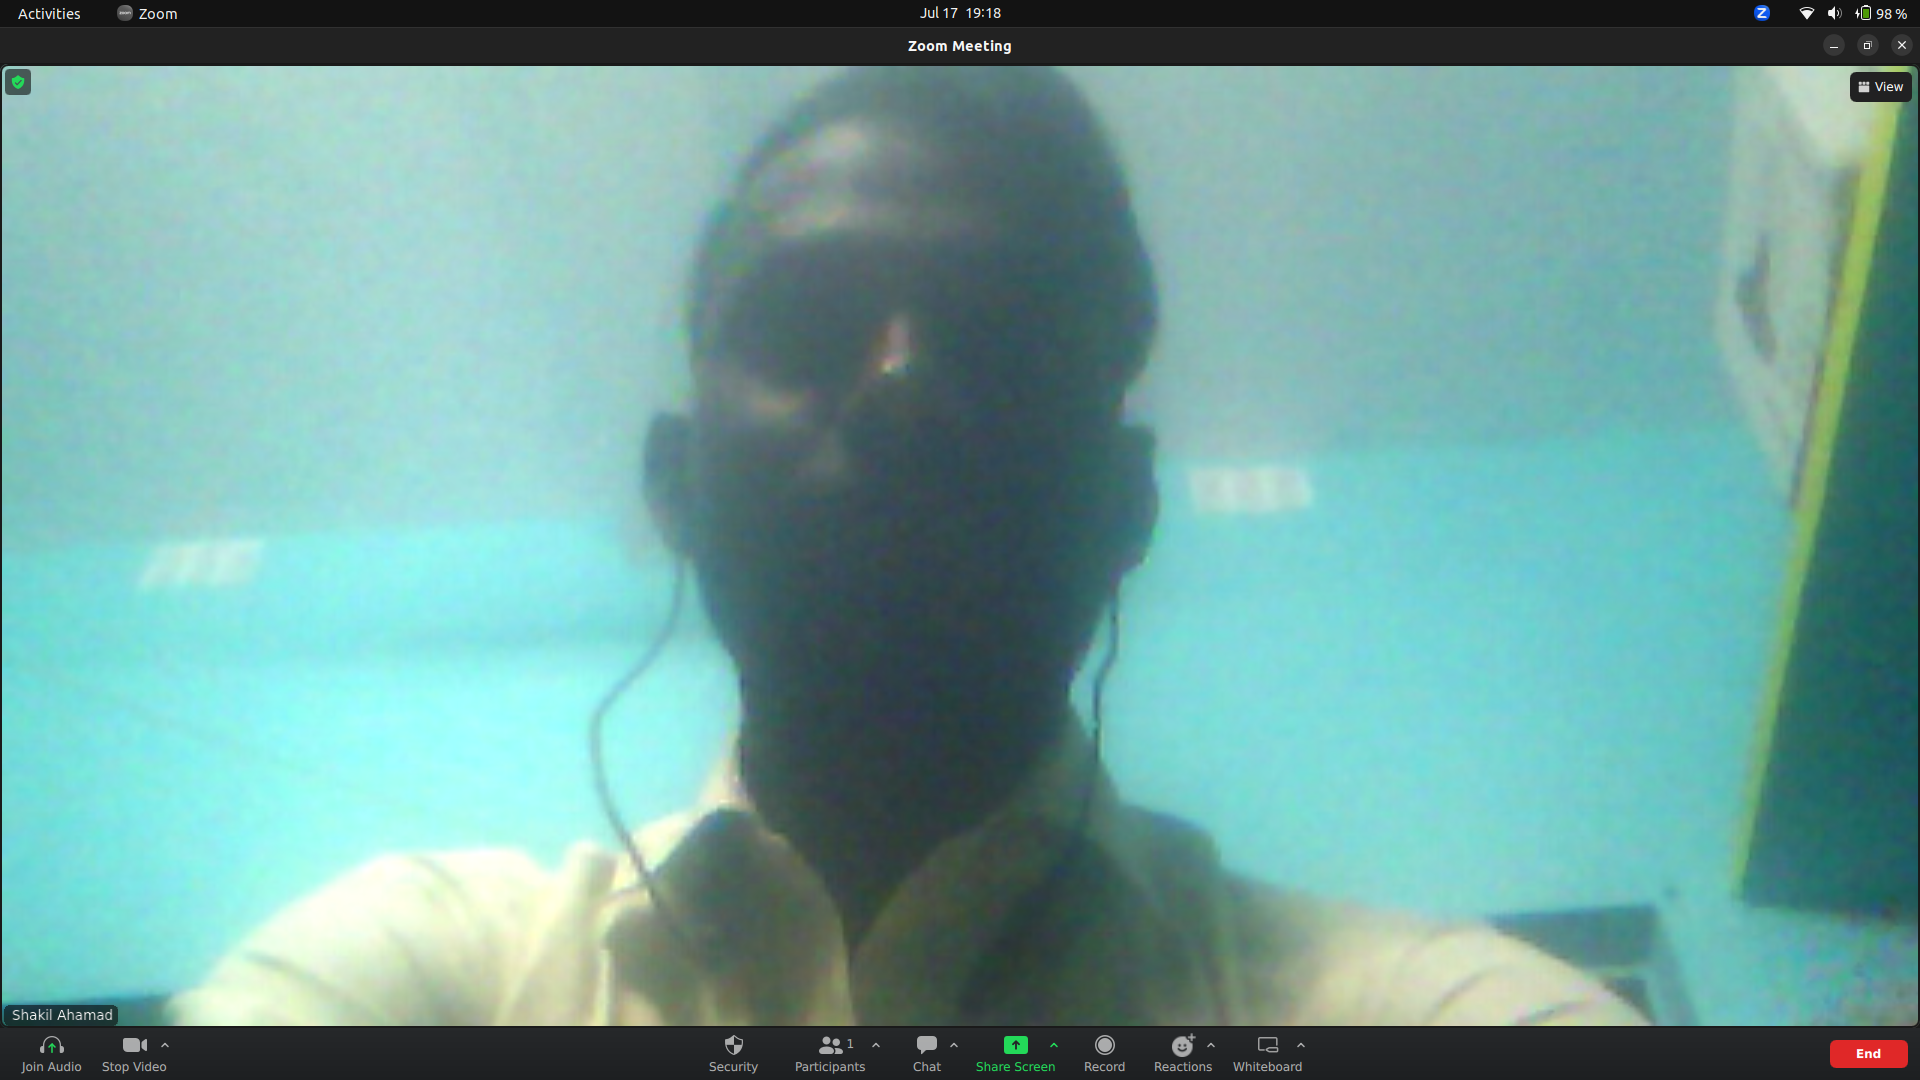 Activities Zoom Jul 17 19:18 98 %
Zoom Meeting
View
Shakil Ahamad
1
Join Audio Stop Video Security Participants Chat Share Screen Record Reactions Whiteboard End